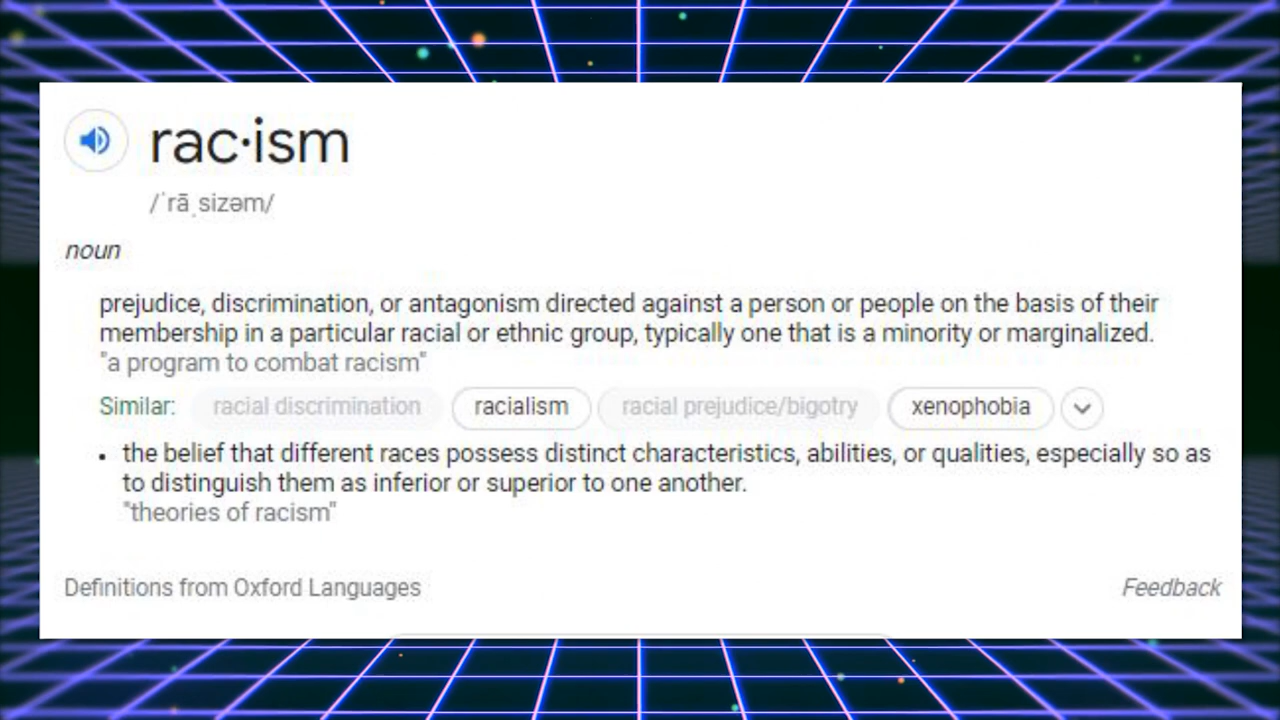 rac·ism
/ˈrāˌsizəm/
noun
prejudice, discrimination, or antagonism directed against a person or people on the basis of their
membership in a particular racial or ethnic group, typically one that is a minority or marginalized.
"a program to combat racism"
Similar: racial discrimination racialism racial prejudice/bigotry xenophobia
• the belief that different races possess distinct characteristics, abilities, or qualities, especially so as
to distinguish them as inferior or superior to one another.
"theories of racism"
Definitions from Oxford Languages Feedback